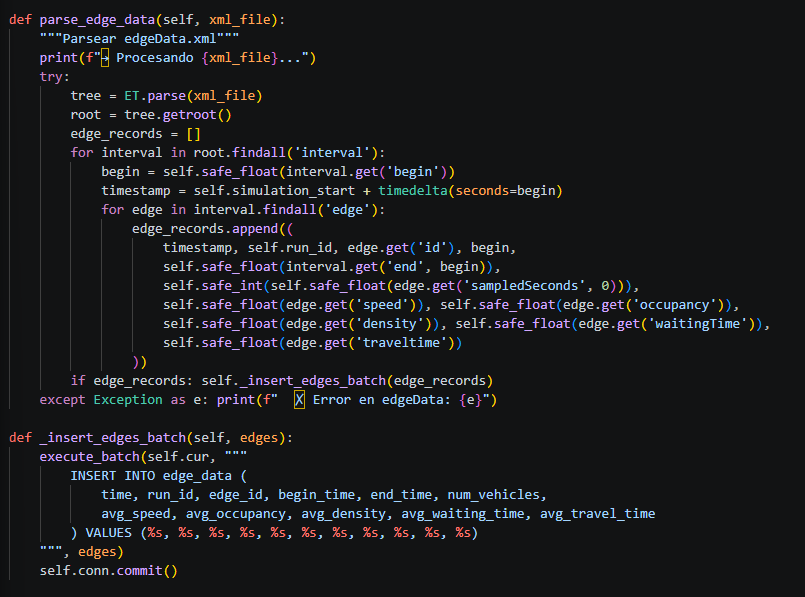 def parse_edge_data(self, xml_file):
    """Parsear edgeData.xml"""
    print(f"→ Procesando {xml_file}...")
    try:
        tree = ET.parse(xml_file)
        root = tree.getroot()
        edge_records = []
        for interval in root.findall('interval'):
            begin = self.safe_float(interval.get('begin'))
            timestamp = self.simulation_start + timedelta(seconds=begin)
            for edge in interval.findall('edge'):
                edge_records.append((
                    timestamp, self.run_id, edge.get('id'), begin,
                    self.safe_float(interval.get('end', begin)),
                    self.safe_int(self.safe_float(edge.get('sampledSeconds', 0))),
                    self.safe_float(edge.get('speed')), self.safe_float(edge.get('occupancy')),
                    self.safe_float(edge.get('density')), self.safe_float(edge.get('waitingTime')),
                    self.safe_float(edge.get('traveltime'))
                ))
        if edge_records: self._insert_edges_batch(edge_records)
    except Exception as e: print(f"  ╳ Error en edgeData: {e}")

def _insert_edges_batch(self, edges):
    execute_batch(self.cur, """
        INSERT INTO edge_data (
            time, run_id, edge_id, begin_time, end_time, num_vehicles,
            avg_speed, avg_occupancy, avg_density, avg_waiting_time, avg_travel_time
        ) VALUES (%s, %s, %s, %s, %s, %s, %s, %s, %s, %s, %s)
    """, edges)
    self.conn.commit()